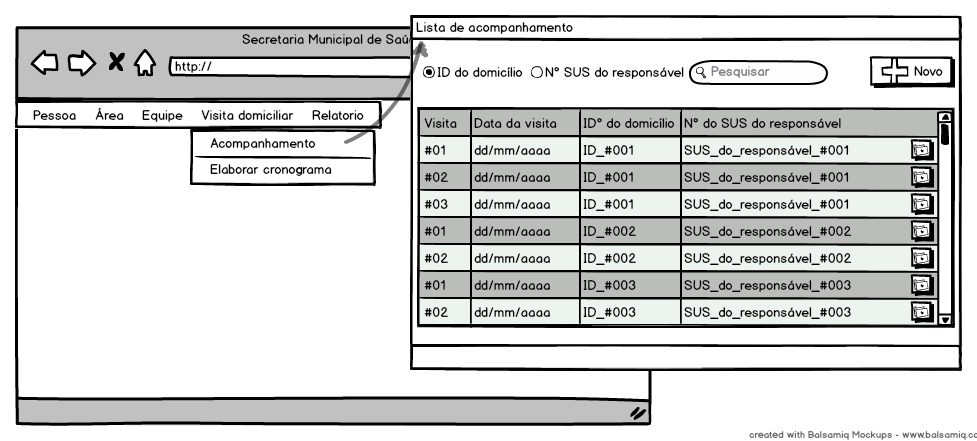 Secretaria Municipal de Saú
http://
Pessoa Área Equipe Visita domiciliar Relatorio
Acompanhamento
Elaborar cronograma
Lista de acompanhamento
ID do domicílio N° SUS do responsável Pesquisar Novo
Visita Data da visita ID° do domicílio N° do SUS do responsável
#01 dd/mm/aaaa ID_#001 SUS_do_responsável_#001
#02 dd/mm/aaaa ID_#001 SUS_do_responsável_#001
#03 dd/mm/aaaa ID_#001 SUS_do_responsável_#001
#01 dd/mm/aaaa ID_#002 SUS_do_responsável_#002
#02 dd/mm/aaaa ID_#002 SUS_do_responsável_#002
#01 dd/mm/aaaa ID_#003 SUS_do_responsável_#003
#02 dd/mm/aaaa ID_#003 SUS_do_responsável_#003
created with Balsamiq Mockups - www.balsamiq.co